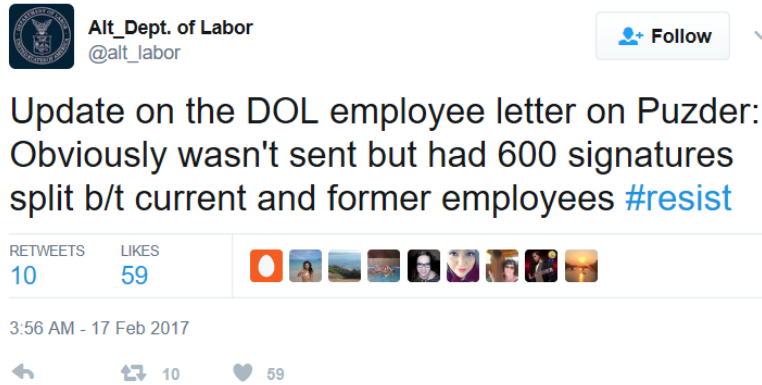 Alt_Dept. of Labor
@alt_labor
Follow
Update on the DOL employee letter on Puzder:
Obviously wasn't sent but had 600 signatures
split b/t current and former employees #resist
RETWEETS LIKES
10 59
3:56 AM - 17 Feb 2017
10 59